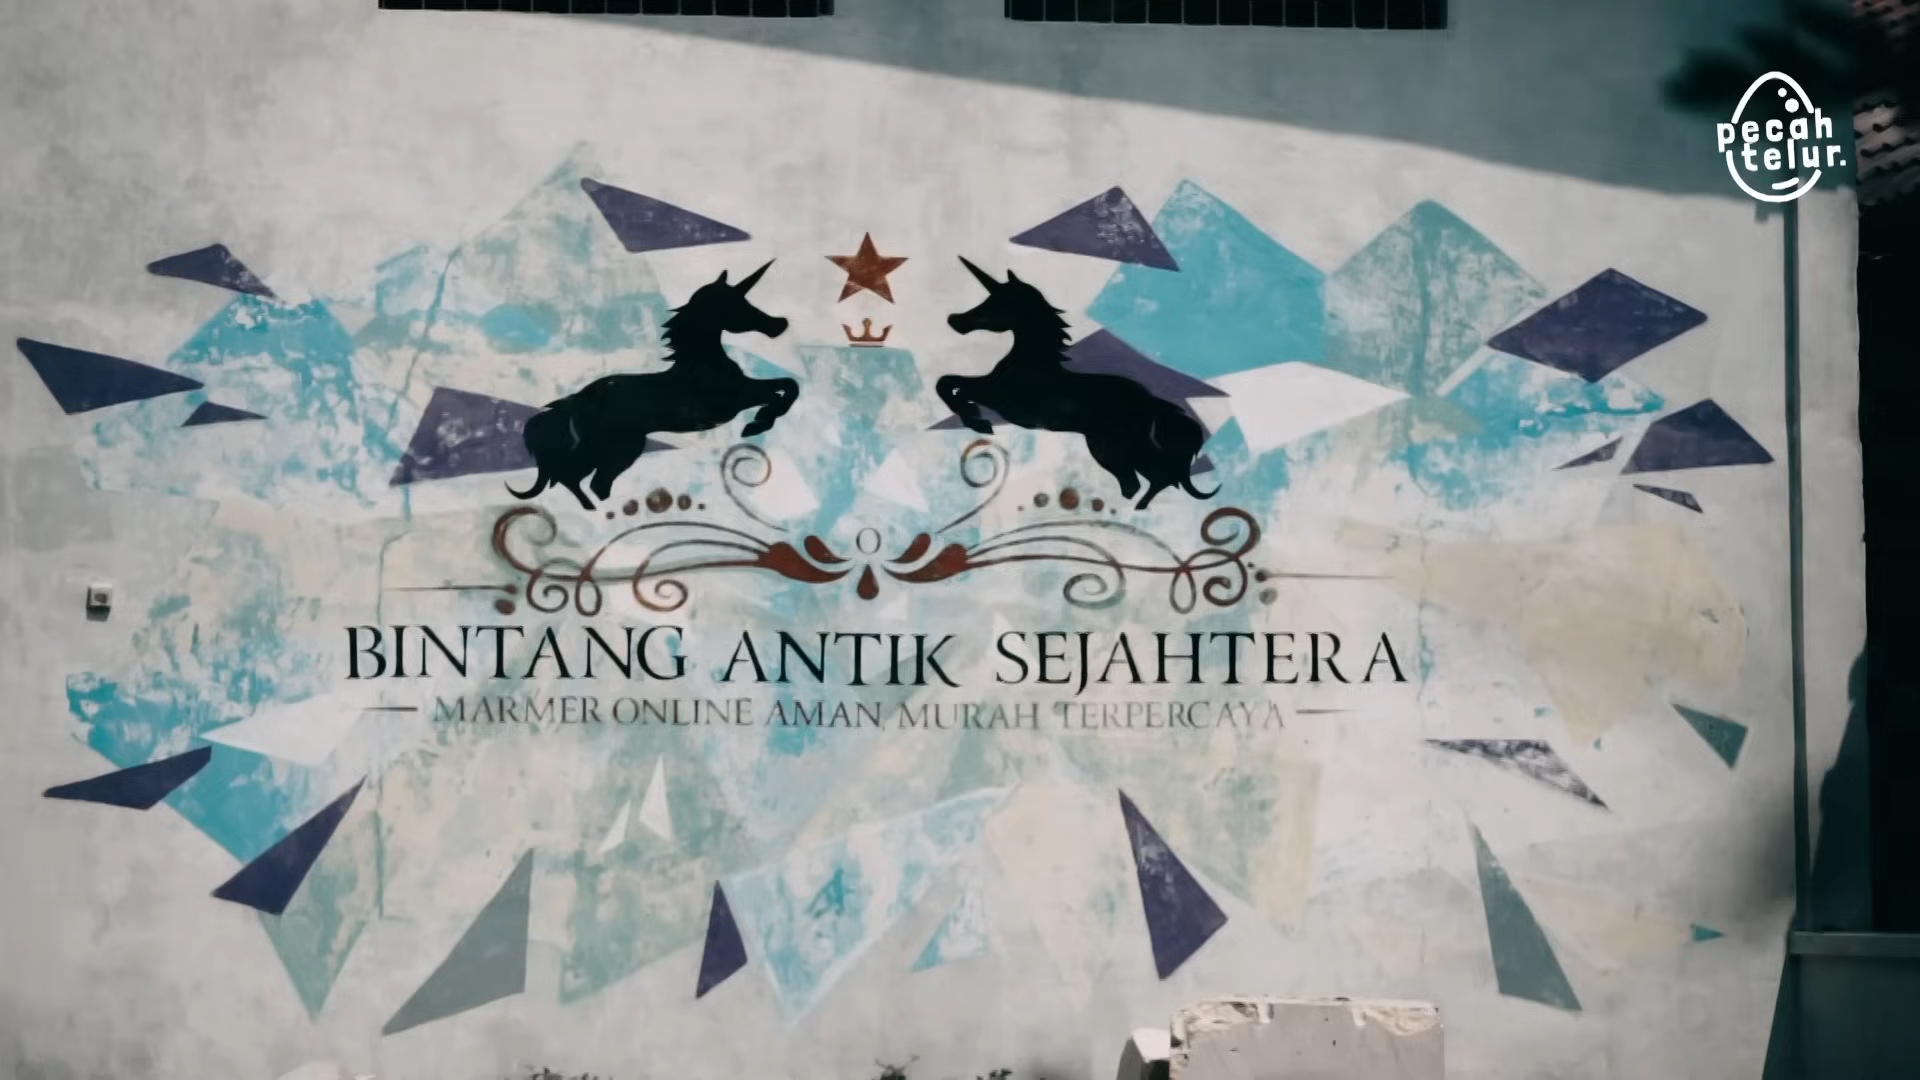 pecah
telur.
BINTANG ANTIK SEJAHTERA
MARMER ONLINE AMAN, MURAH TERPERCAYA